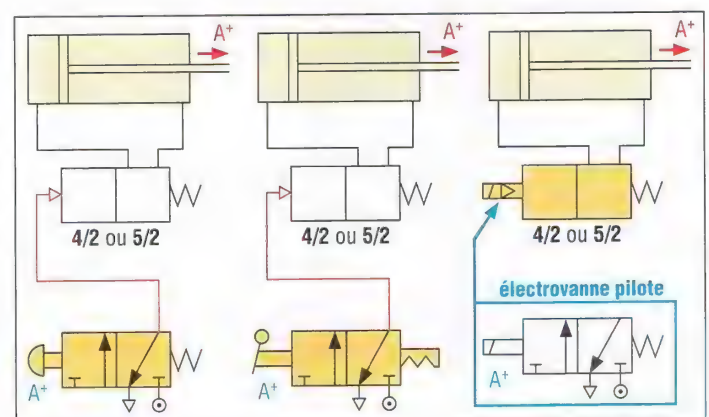 A⁺ A⁺ A⁺
4/2 ou 5/2 4/2 ou 5/2 4/2 ou 5/2
électrovanne pilote
A⁺ A⁺ A⁺